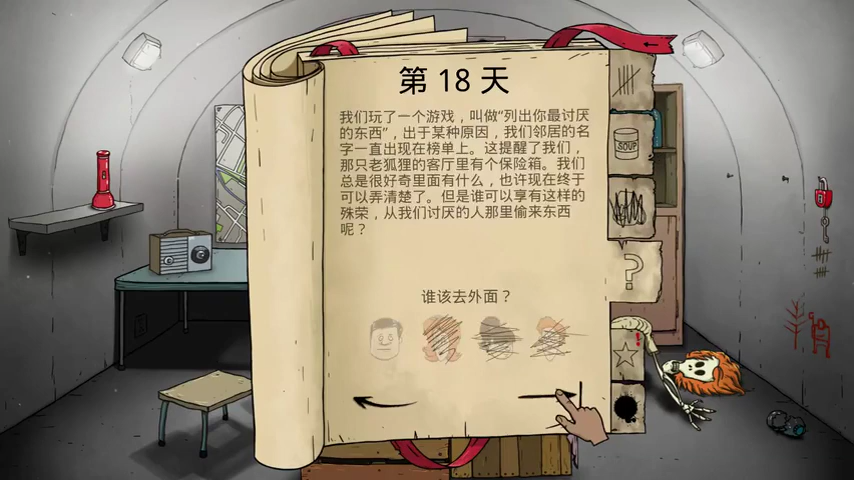 第 18 天
我们玩了一个游戏，叫做“列出你最讨厌
的东西”，出于某种原因，我们邻居的名
字一直出现在榜单上。这提醒了我们，
那只老狐狸的客厅里有个保险箱。我们
总是很好奇里面有什么，也许现在终于
可以弄清楚了。但是谁可以享有这样的
殊荣，从我们讨厌的人那里偷来东西
呢？
谁该去外面？
SOUP
?